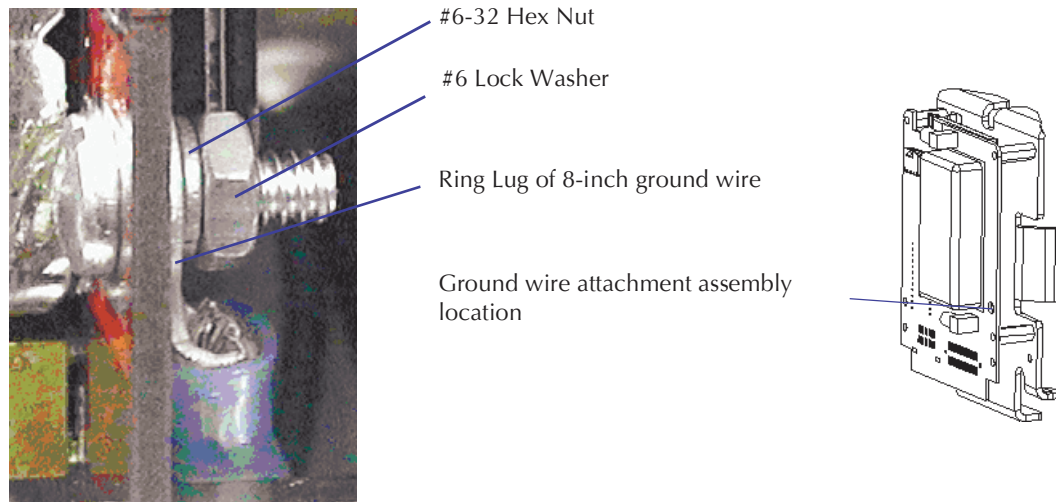 #6-32 Hex Nut
#6 Lock Washer
Ring Lug of 8-inch ground wire
Ground wire attachment assembly
location